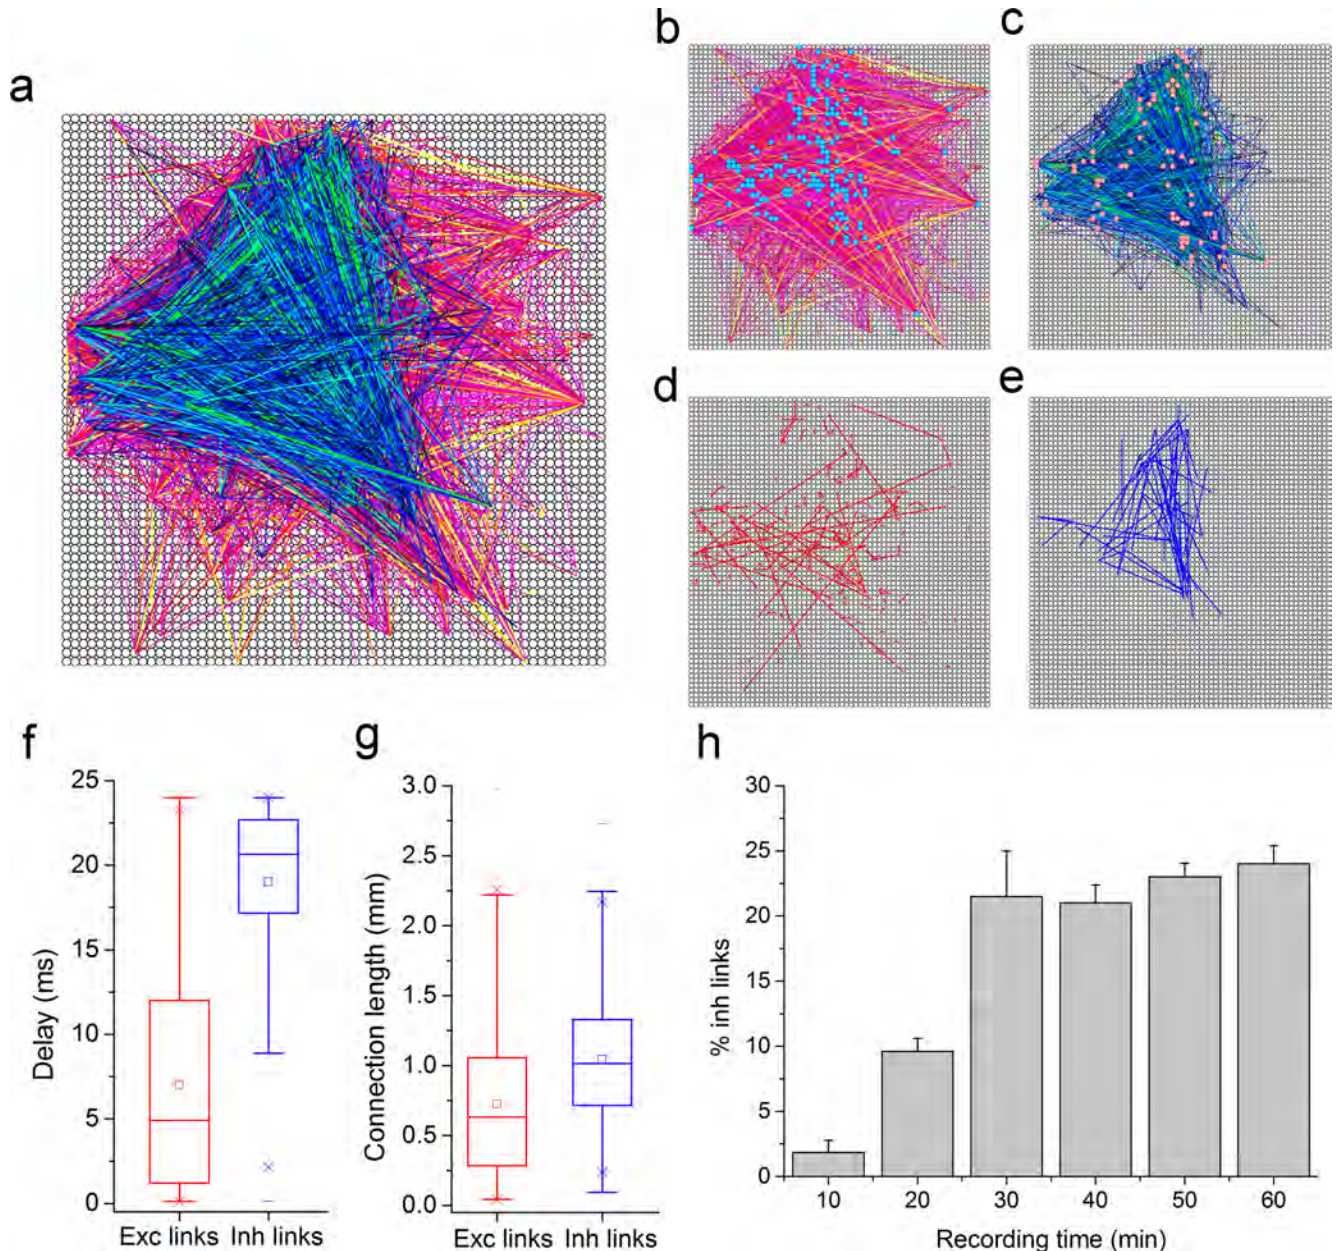 a
b
c
d
e
f
g
h
25
20
15
10
5
0
Delay (ms)
Exc links Inh links
3.0
2.5
2.0
1.5
1.0
0.5
0.0
Connection length (mm)
Exc links Inh links
30
25
20
15
10
5
0
% inh links
10 20 30 40 50 60
Recording time (min)